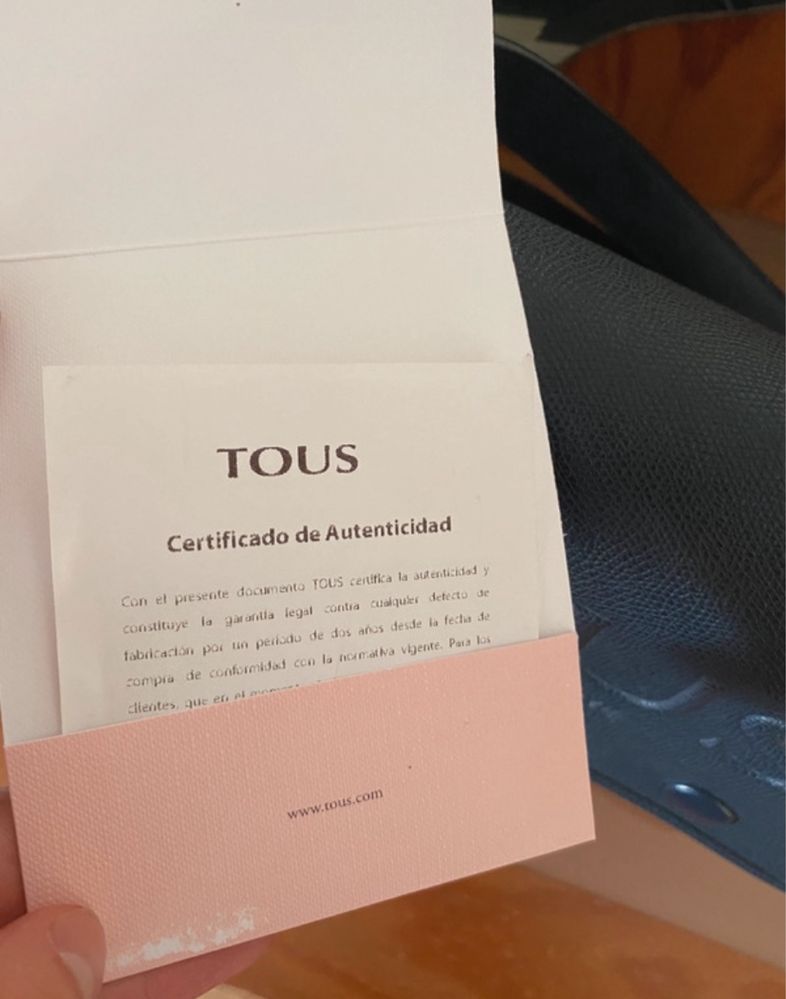 TOUS
Certificado de Autenticidad
Con el presente documento TOUS certifica la autenticidad y
constituye la garantía legal contra cualquier defecto de
fabricación por un periodo de dos años desde la fecha de
compra de conformidad con la normativa vigente. Para los
clientes, que en el
www.tous.com